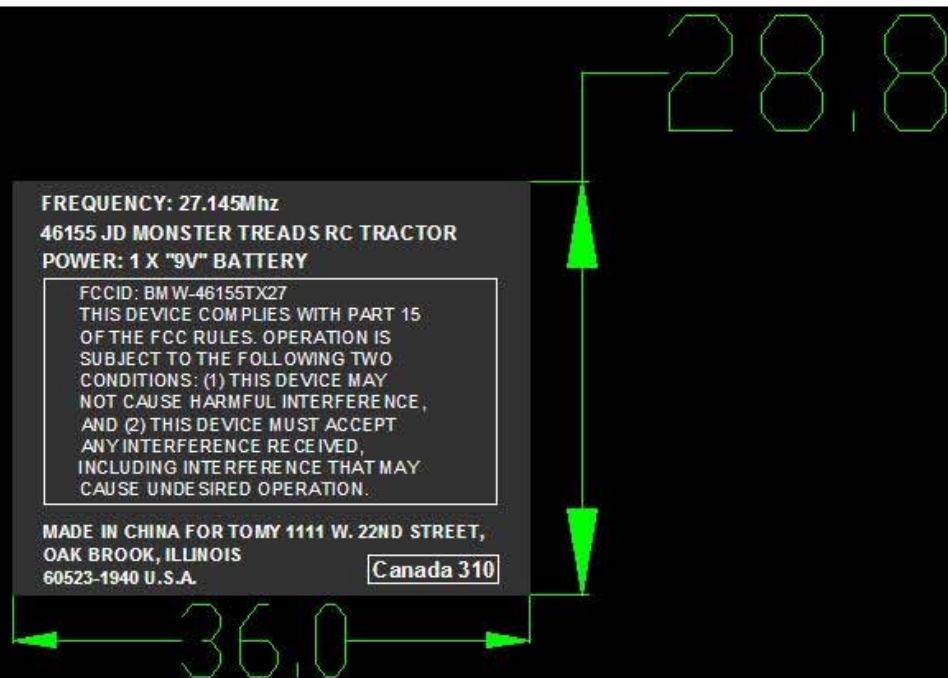 28.8
FREQUENCY: 27.145Mhz
46155 JD MONSTER TREADS RC TRACTOR
POWER: 1 X "9V" BATTERY
FCCID: BMW-46155TX27
THIS DEVICE COMPLIES WITH PART 15
OF THE FCC RULES. OPERATION IS
SUBJECT TO THE FOLLOWING TWO
CONDITIONS: (1) THIS DEVICE MAY
NOT CAUSE HARMFUL INTERFERENCE,
AND (2) THIS DEVICE MUST ACCEPT
ANY INTERFERENCE RECEIVED,
INCLUDING INTERFERENCE THAT MAY
CAUSE UNDESIRED OPERATION.
MADE IN CHINA FOR TOMY 1111 W. 22ND STREET,
OAK BROOK, ILLINOIS
60523-1940 U.S.A.
Canada 310
36.0